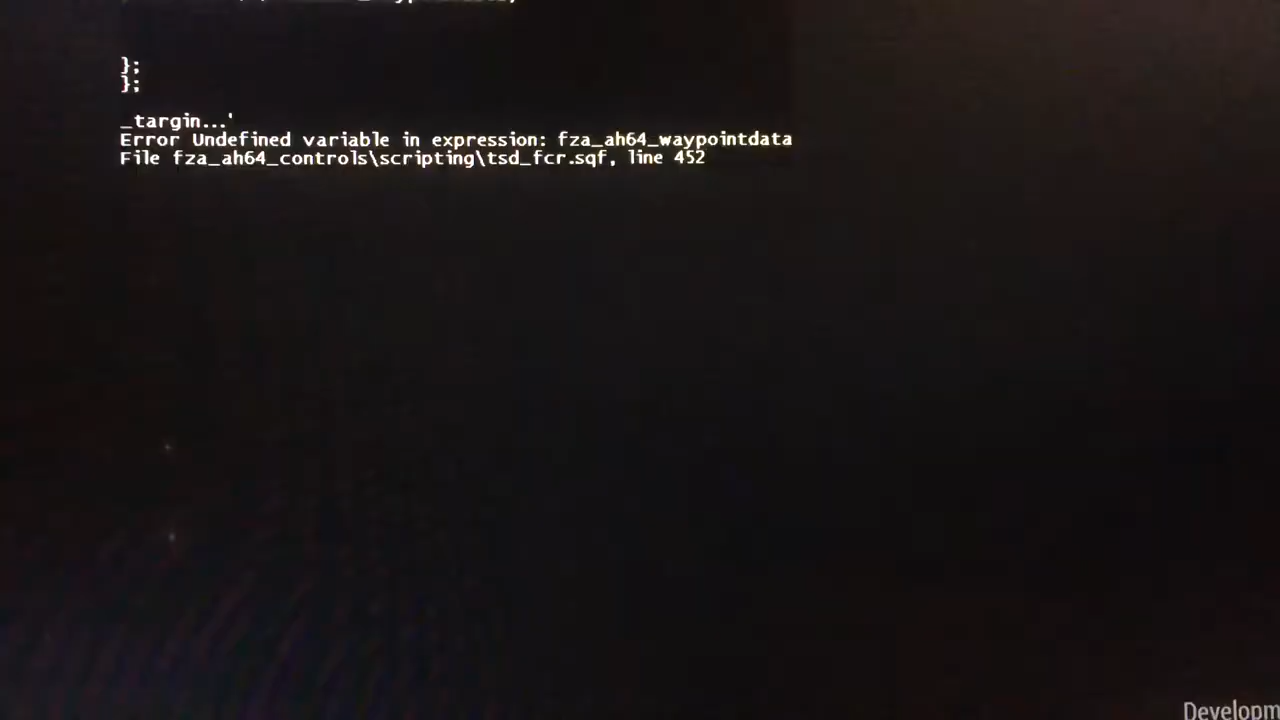 };
};
_targin...'
Error Undefined variable in expression: fza_ah64_waypointdata
File fza_ah64_controls\scripting\tsd_fcr.sqf, line 452
Developm